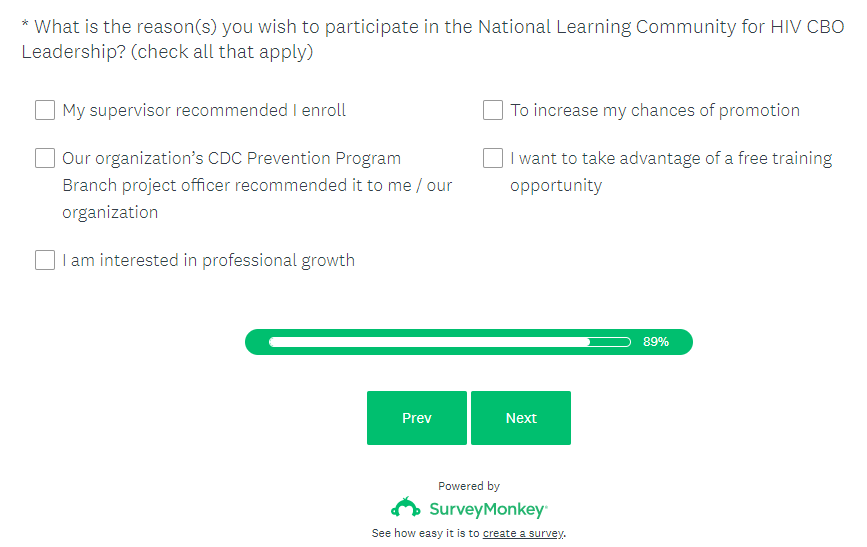 * What is the reason(s) you wish to participate in the National Learning Community for HIV CBO
Leadership? (check all that apply)
My supervisor recommended I enroll
To increase my chances of promotion
Our organization’s CDC Prevention Program
Branch project officer recommended it to me / our
organization
I want to take advantage of a free training
opportunity
I am interested in professional growth
89%
Prev
Next
Powered by
SurveyMonkey®
See how easy it is to create a survey.